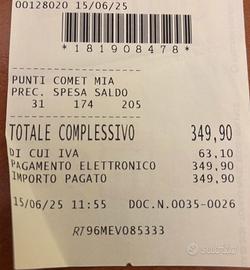 00128020 15/06/25
*181908478*
PUNTI COMET MIA
PREC. SPESA SALDO
31 174 205
TOTALE COMPLESSIVO 349,90
DI CUI IVA 63,10
PAGAMENTO ELETTRONICO 349,90
IMPORTO PAGATO 349,90
15/06/25 11:55 DOC.N.0035-0026
RT96MEV085333
subito